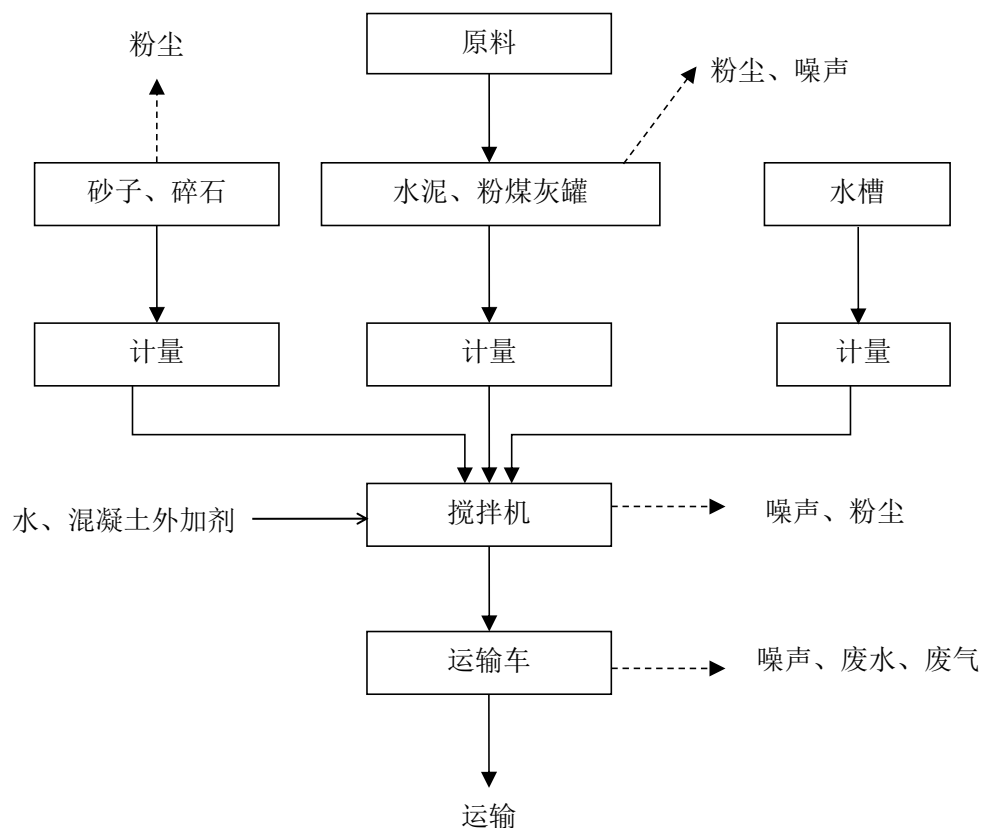 原料
粉尘
粉尘、噪声
砂子、碎石
水泥、粉煤灰罐
水槽
计量
计量
计量
搅拌机
噪声、粉尘
水、混凝土外加剂
运输车
噪声、废水、废气
运输